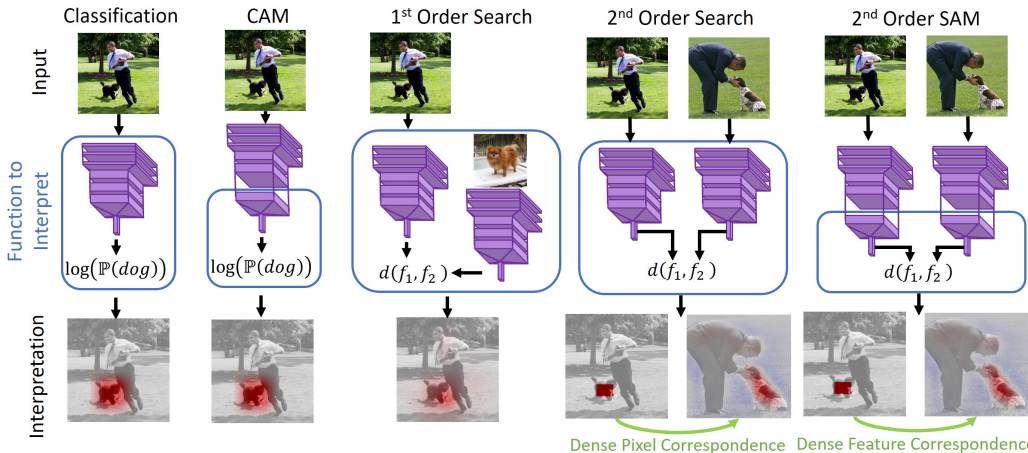 Classification
CAM
1st Order Search
2nd Order Search
2nd Order SAM
Input
Function to
Interpret
log(ℙ(dog))
log(ℙ(dog))
d(f₁, f₂)
d(f₁, f₂)
d(f₁, f₂)
Interpretation
Dense Pixel Correspondence
Dense Feature Correspondence